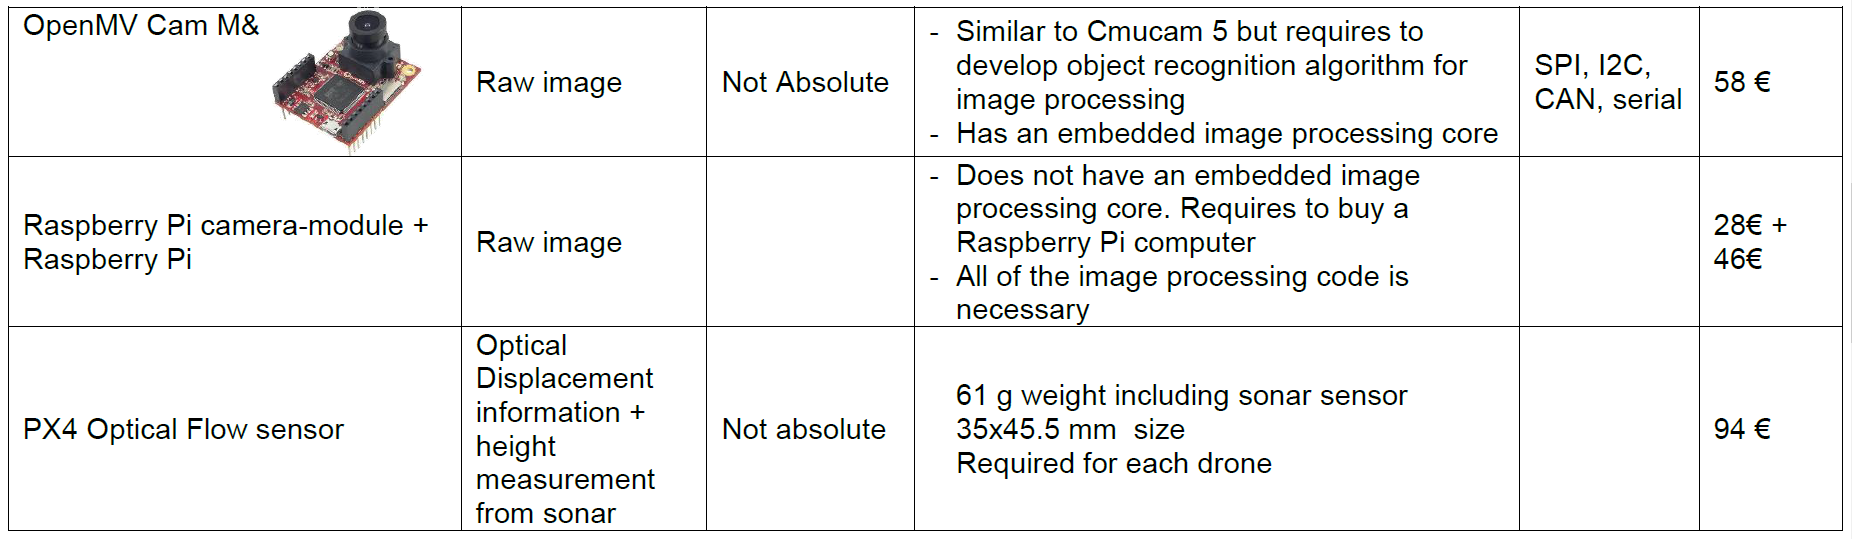 OpenMV Cam M&
Raw image
Not Absolute
- Similar to Cmucam 5 but requires to
develop object recognition algorithm for
image processing
- Has an embedded image processing core
SPI, I2C,
CAN, serial
58 €
Raspberry Pi camera-module +
Raspberry Pi
Raw image
- Does not have an embedded image
processing core. Requires to buy a
Raspberry Pi computer
- All of the image processing code is
necessary
28€ +
46€
PX4 Optical Flow sensor
Optical
Displacement
information +
height
measurement
from sonar
Not absolute
61 g weight including sonar sensor
35x45.5 mm  size
Required for each drone
94 €